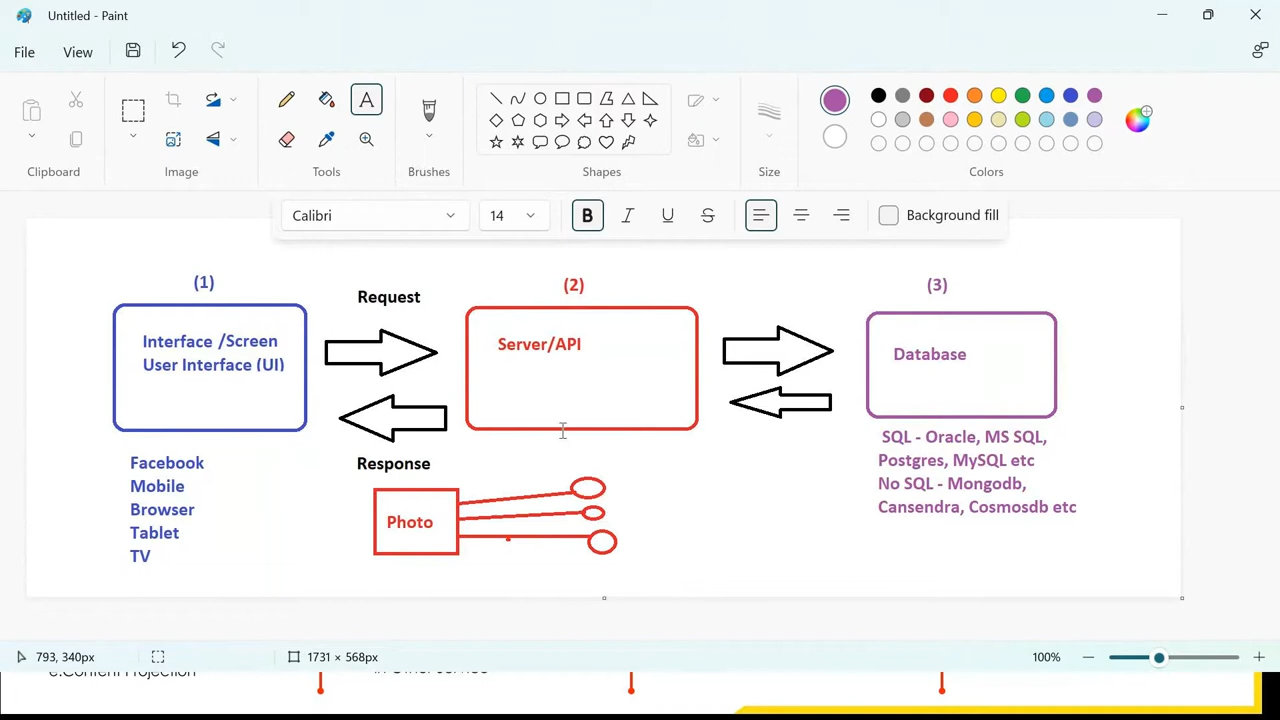 Untitled - Paint
File
View
Clipboard
Image
Tools
Brushes
Shapes
Size
Colors
Calibri
14
B
I
U
S
Background fill
(1)
(2)
(3)
Request
Interface /Screen
User Interface (UI)
Server/API
Database
Response
Facebook
Mobile
Browser
Tablet
TV
Photo
SQL - Oracle, MS SQL,
Postgres, MySQL etc
No SQL - Mongodb,
Cansendra, Cosmosdb etc
793, 340px
1731 × 568px
100%
e.Content Projection